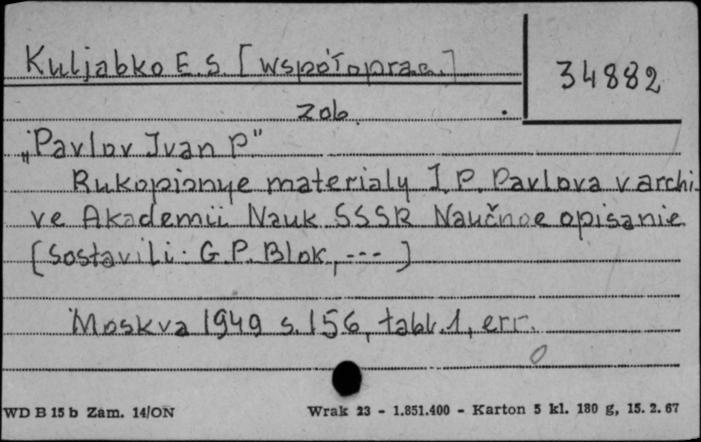 Kuljabko E. S. [współoprac.]
34882
zob.
„Pavlov Ivan P"
Rukopisnye materialy I. P. Pavlova v archi-
ve Akademii Nauk SSSR Naučnoe opisanie
(Sostavili: G. P. Blok, --- )
Moskva 1949 s. 156, tabl. 1, err.
WD B 15 b Zam. 14/ON
Wrak 23 - 1.851.400 - Karton 5 kl. 180 g, 15. 2. 67